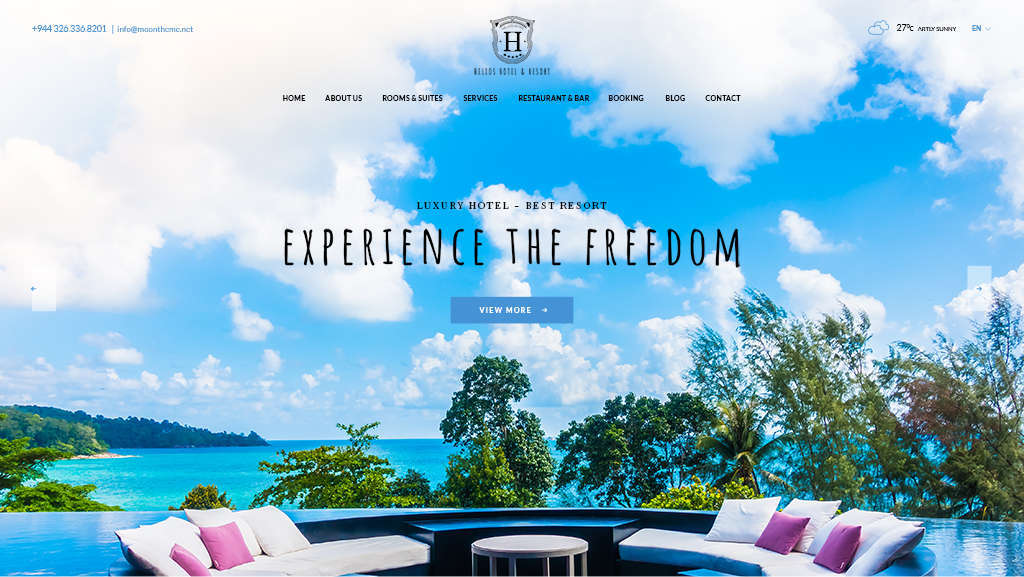 +944 326 336 8201 | info@moontheme.net
H
HELIOS HOTEL & RESORT
27°c ARTLY SUNNY
EN
HOME ABOUT US ROOMS & SUITES SERVICES RESTAURANT & BAR BOOKING BLOG CONTACT
LUXURY HOTEL – BEST RESORT
EXPERIENCE THE FREEDOM
VIEW MORE